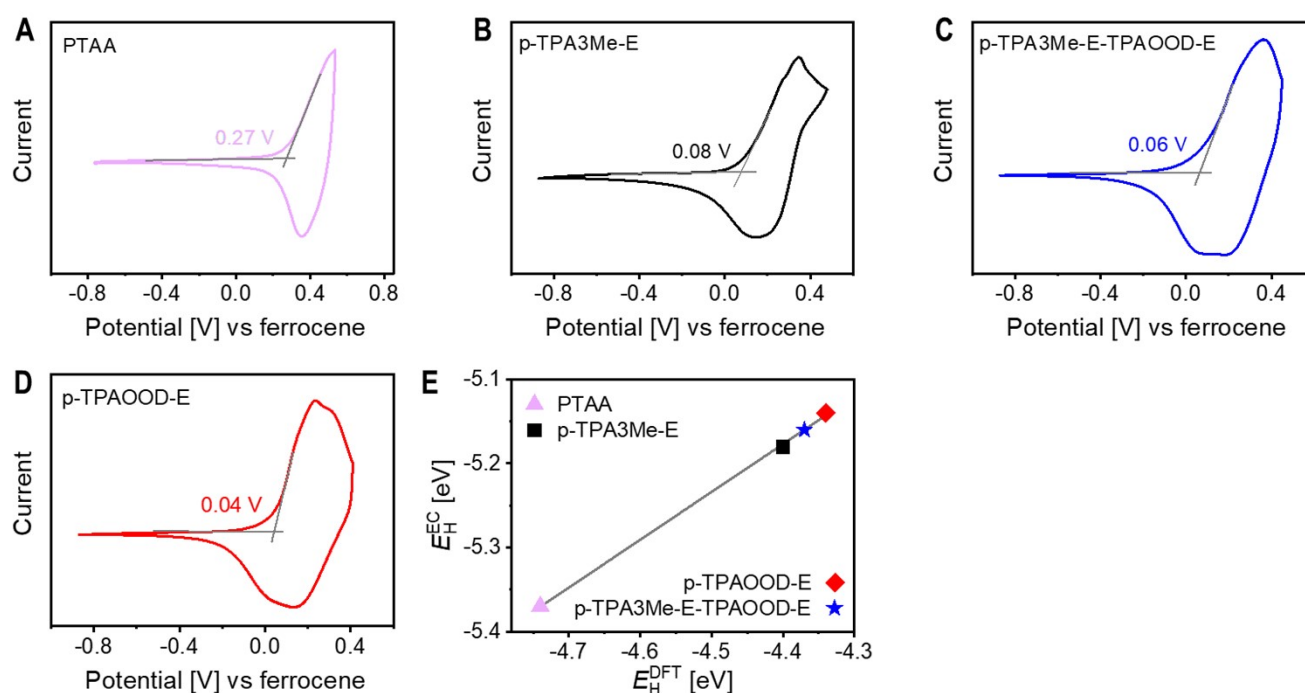 A
PTAA
0.27 V
Current
-0.8 -0.4 0.0 0.4 0.8
Potential [V] vs ferrocene
B
p-TPA3Me-E
0.08 V
Current
-0.8 -0.4 0.0 0.4
Potential [V] vs ferrocene
C
p-TPA3Me-E-TPAOOD-E
0.06 V
Current
-0.8 -0.4 0.0 0.4
Potential [V] vs ferrocene
D
p-TPAOOD-E
0.04 V
Current
-0.8 -0.4 0.0 0.4
Potential [V] vs ferrocene
E
-5.1
-5.2
-5.3
-5.4
E_H^EC [eV]
PTAA
p-TPA3Me-E
p-TPAOOD-E
p-TPA3Me-E-TPAOOD-E
-4.7 -4.6 -4.5 -4.4 -4.3
E_H^DFT [eV]